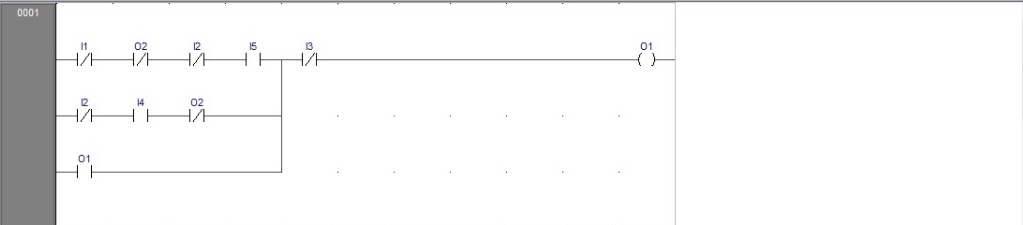 0001
I1 O2 I2 I5 I3 O1
I2 I4 O2
O1